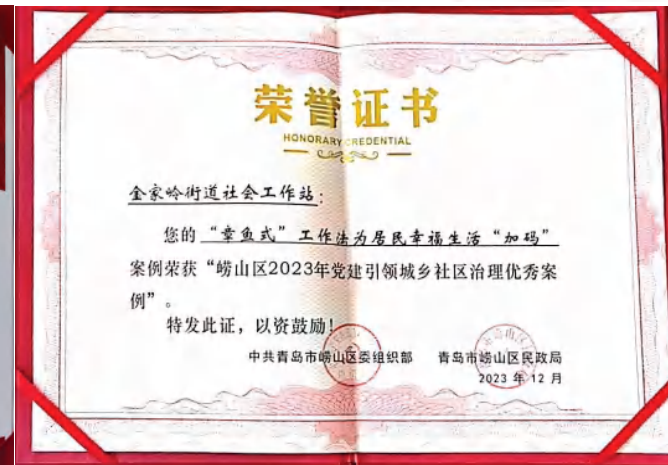 荣誉证书
HONORARY CREDENTIAL
金家岭街道社会工作站：
您的“章鱼式”工作法为居民幸福生活“加码”
案例荣获“崂山区2023年党建引领城乡社区治理优秀案
例”。
特发此证，以资鼓励！
中共青岛市崂山区委组织部 青岛市崂山区民政局
2023 年 12 月